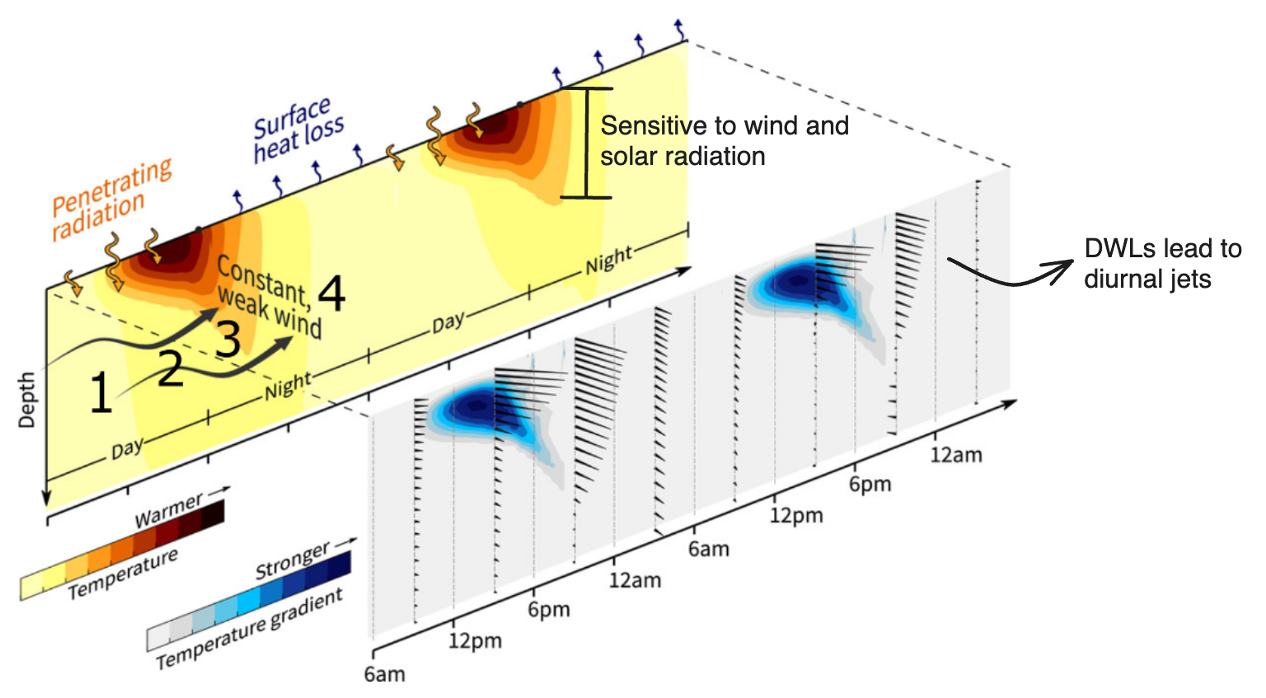 Penetrating
radiation
Surface
heat loss
Sensitive to wind and
solar radiation
Constant,
weak wind
1
2
3
4
Depth
Day
Night
Day
Night
DWLs lead to
diurnal jets
Warmer
Temperature
Stronger
Temperature gradient
6am
12pm
6pm
12am
6am
12pm
6pm
12am